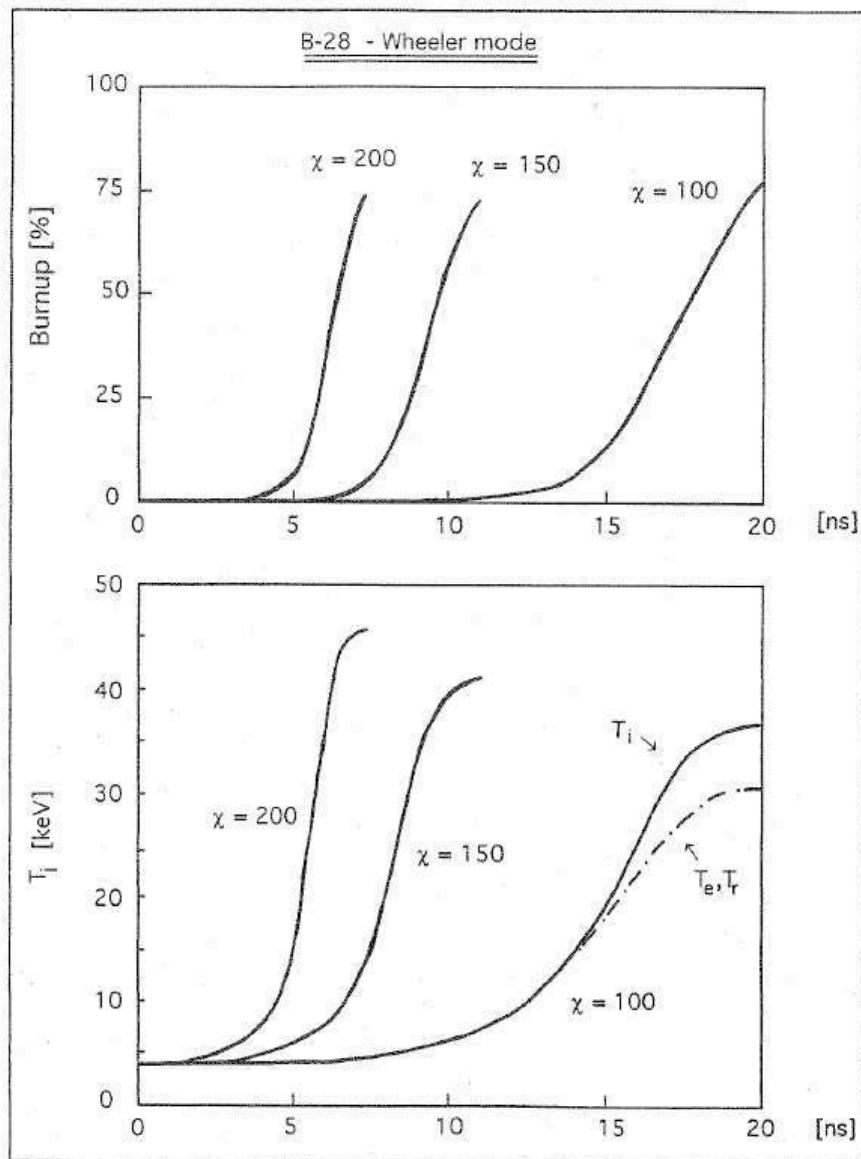 B-28 - Wheeler mode
100
75
50
25
0
Burnup [%]
χ = 200
χ = 150
χ = 100
0 5 10 15 20 [ns]
50
40
30
20
10
0
T_i [keV]
χ = 200
χ = 150
χ = 100
T_i
T_e, T_r
0 5 10 15 20 [ns]